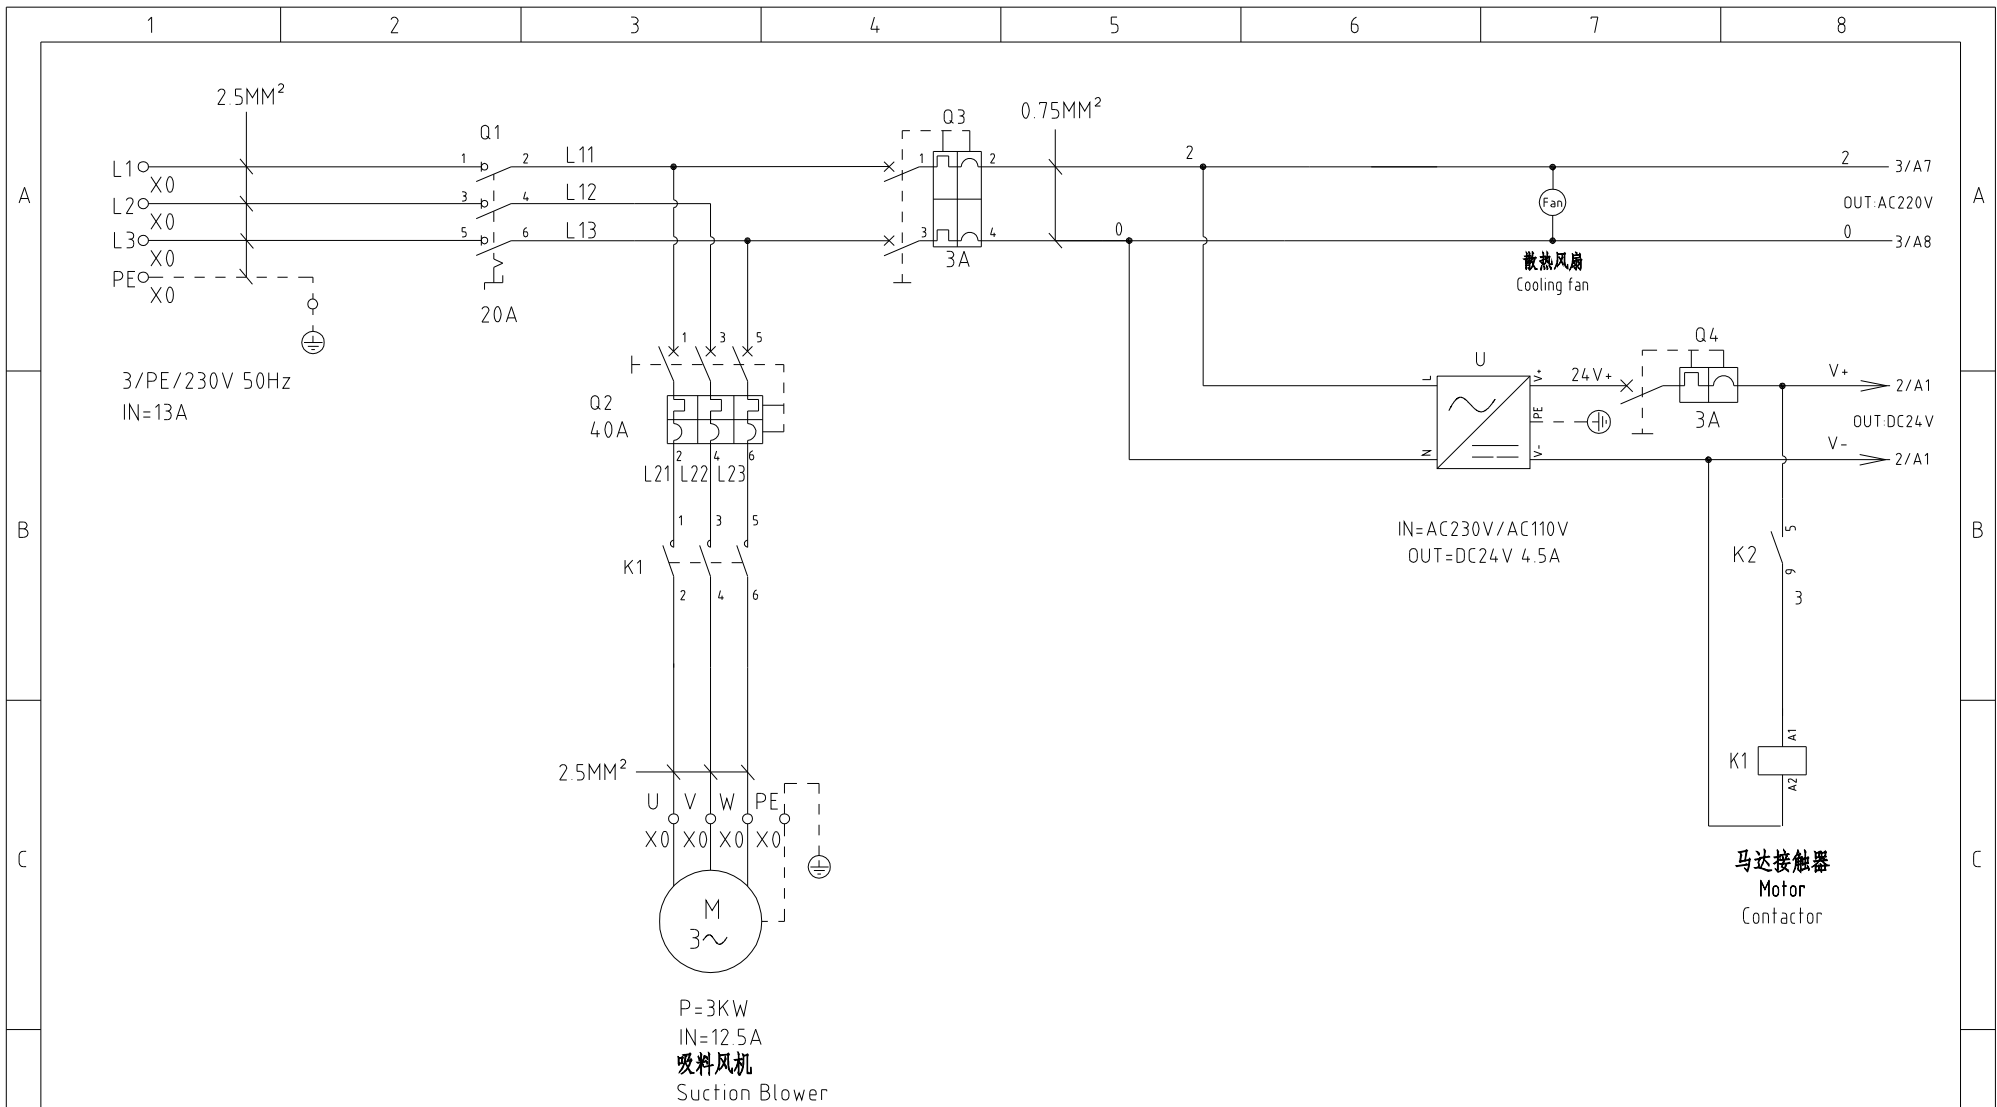 1 2 3 4 5 6 7 8
2.5MM²
Q1
Q3
0.75MM²
L1
X0
1
2
L11
1
2
2
2
3/A7
A
L2
X0
3
4
L12
Fan
OUT:AC220V
A
L3
X0
5
6
L13
3
4
0
0
3/A8
3A
PE
X0
20A
散热风扇
Cooling fan
1
3
5
Q4
3/PE/230V 50Hz
IN=13A
Q2
40A
2
4
6
L21
L22
L23
U
L
N
V+
PE
V-
24V+
3A
V+
2/A1
OUT:DC24V
V-
2/A1
IN=AC230V/AC110V
OUT=DC24V 4.5A
B
B
1
3
5
K1
2
4
6
K2
5
9
3
K1
A1
A2
2.5MM²
U
V
W
PE
X0
X0
X0
X0
C
C
马达接触器
Motor
Contactor
M
3
P=3KW
IN=12.5A
吸料风机
Suction Blower